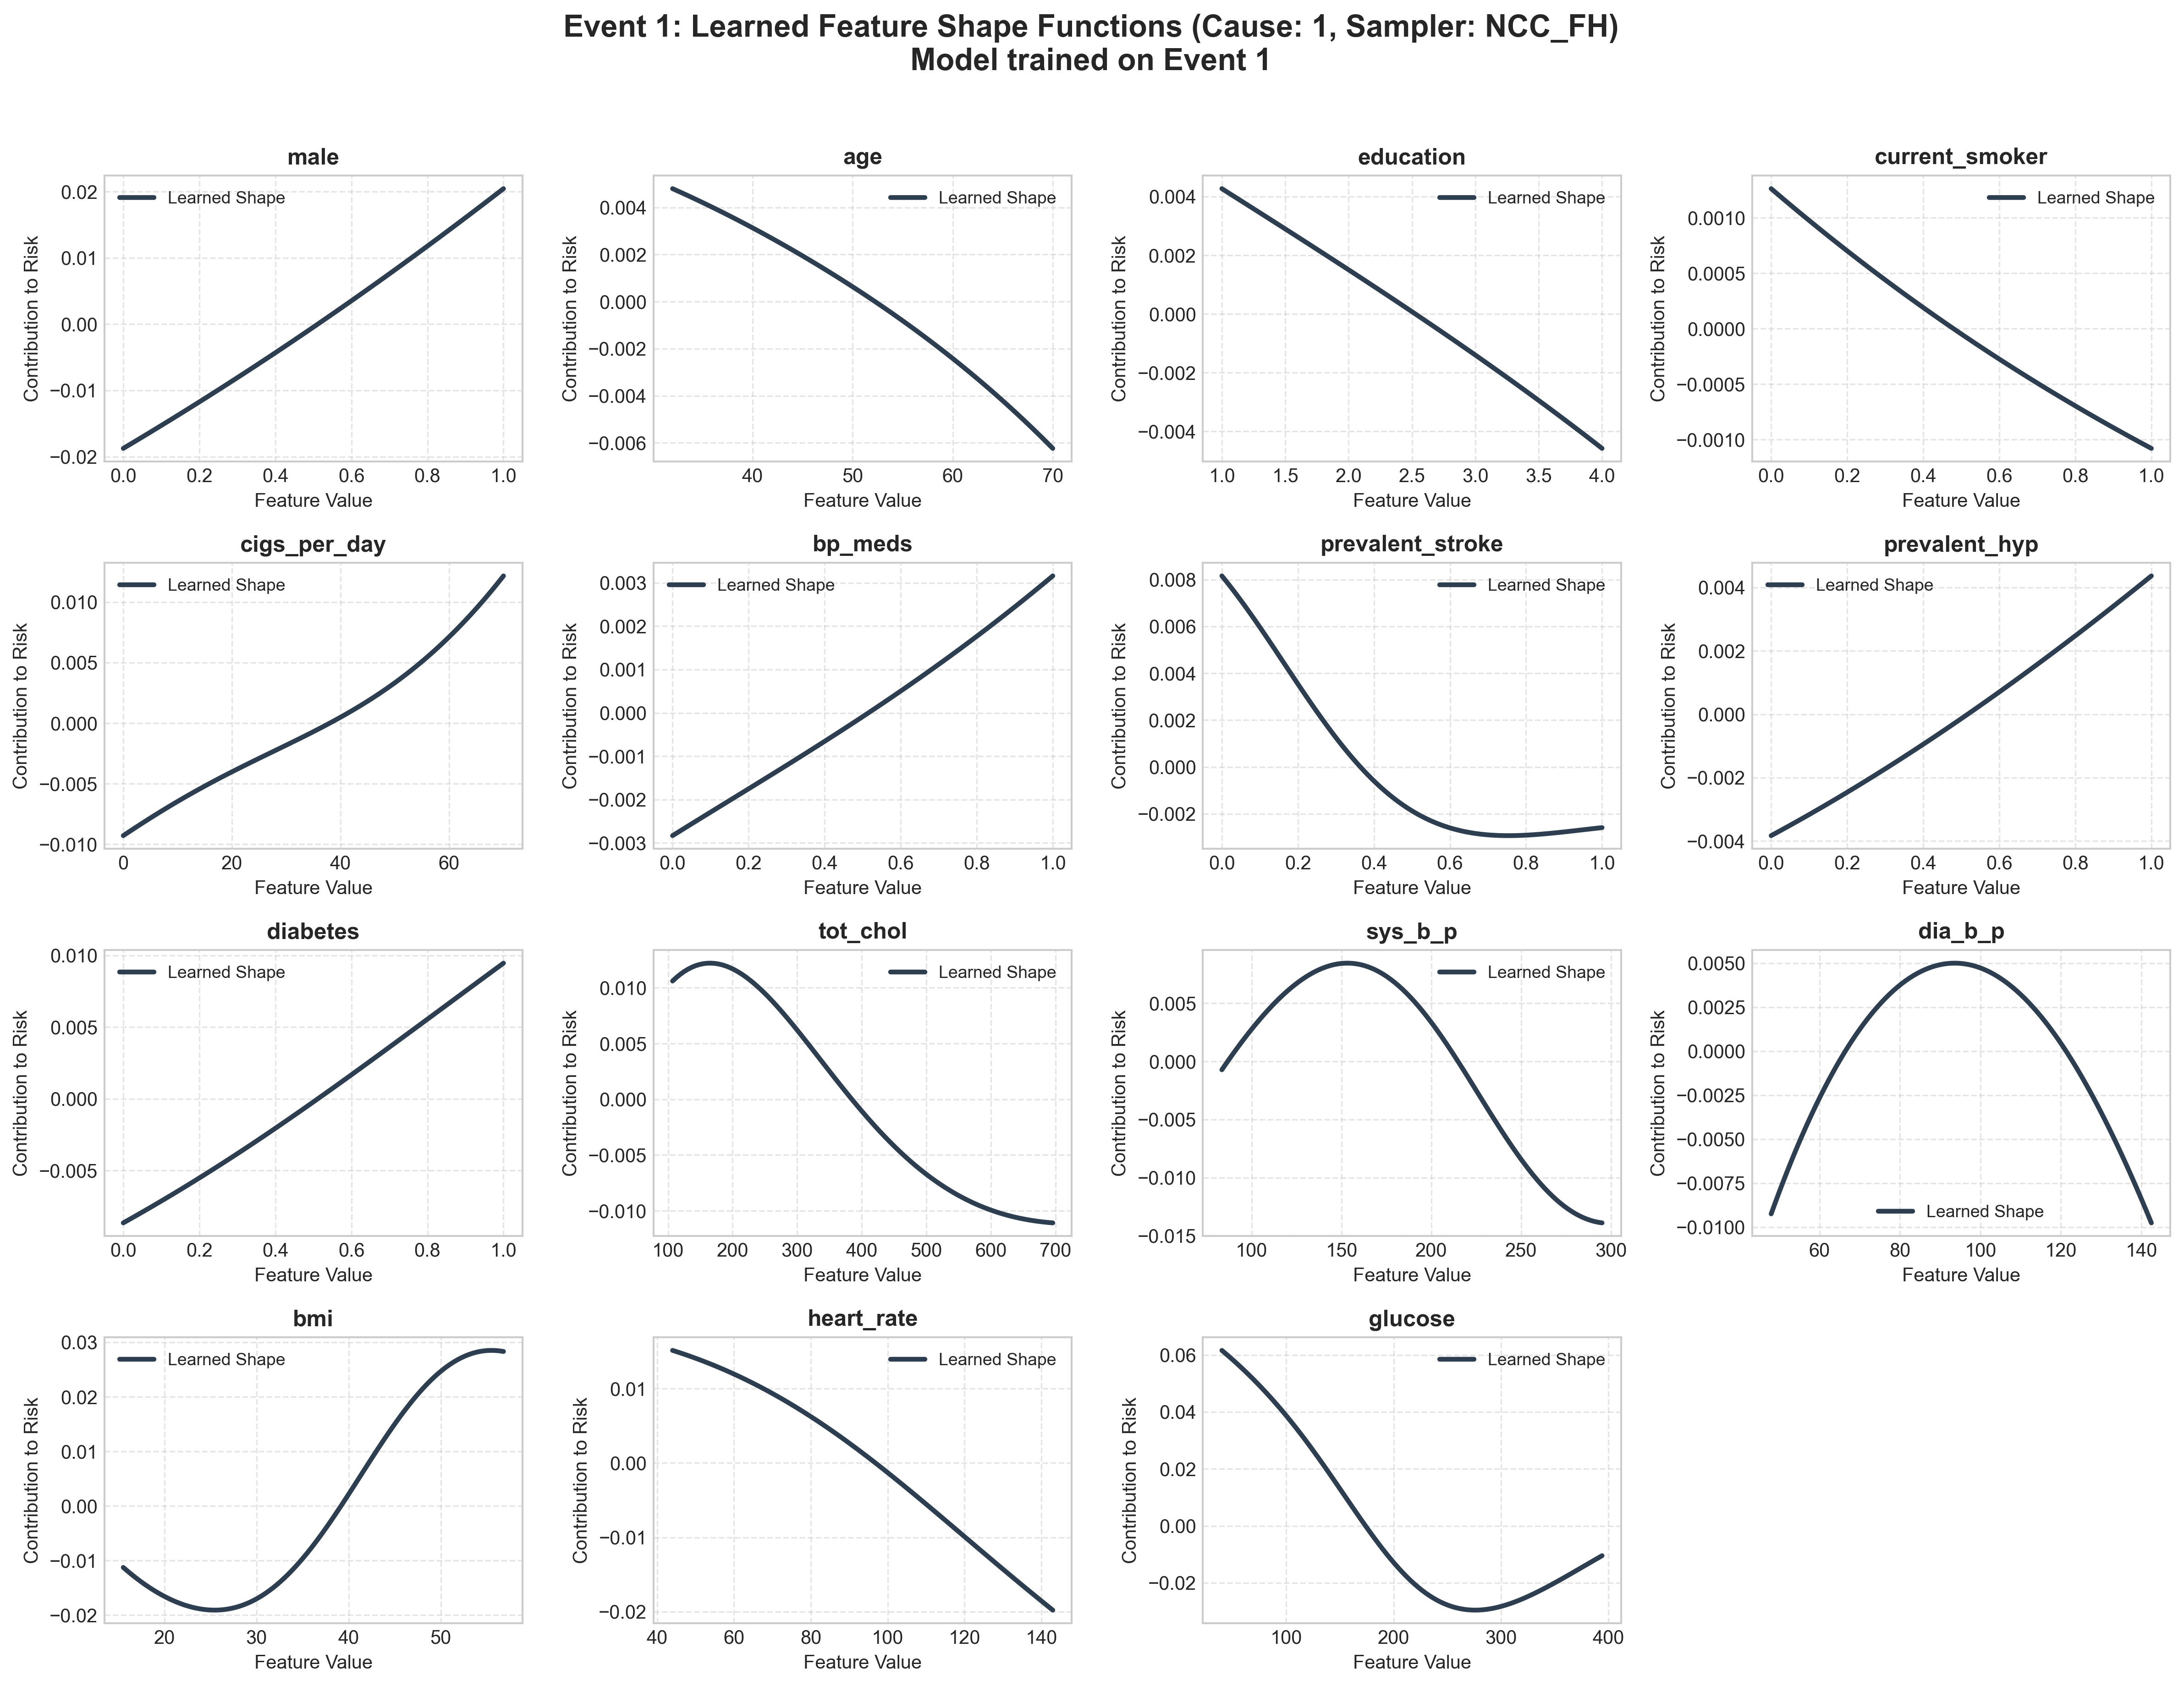 Event 1: Learned Feature Shape Functions (Cause: 1, Sampler: NCC_FH)
Model trained on Event 1
male
Learned Shape
0.02
0.01
0.00
−0.01
−0.02
Contribution to Risk
0.0 0.2 0.4 0.6 0.8 1.0
Feature Value
age
Learned Shape
0.004
0.002
0.000
−0.002
−0.004
−0.006
Contribution to Risk
40 50 60 70
Feature Value
education
Learned Shape
0.004
0.002
0.000
−0.002
−0.004
Contribution to Risk
1.0 1.5 2.0 2.5 3.0 3.5 4.0
Feature Value
current_smoker
Learned Shape
0.0010
0.0005
0.0000
−0.0005
−0.0010
Contribution to Risk
0.0 0.2 0.4 0.6 0.8 1.0
Feature Value
cigs_per_day
Learned Shape
0.010
0.005
0.000
−0.005
−0.010
Contribution to Risk
0 20 40 60
Feature Value
bp_meds
Learned Shape
0.003
0.002
0.001
0.000
−0.001
−0.002
−0.003
Contribution to Risk
0.0 0.2 0.4 0.6 0.8 1.0
Feature Value
prevalent_stroke
Learned Shape
0.008
0.006
0.004
0.002
0.000
−0.002
Contribution to Risk
0.0 0.2 0.4 0.6 0.8 1.0
Feature Value
prevalent_hyp
Learned Shape
0.004
0.002
0.000
−0.002
−0.004
Contribution to Risk
0.0 0.2 0.4 0.6 0.8 1.0
Feature Value
diabetes
Learned Shape
0.010
0.005
0.000
−0.005
Contribution to Risk
0.0 0.2 0.4 0.6 0.8 1.0
Feature Value
tot_chol
Learned Shape
0.010
0.005
0.000
−0.005
−0.010
Contribution to Risk
100 200 300 400 500 600 700
Feature Value
sys_b_p
Learned Shape
0.005
0.000
−0.005
−0.010
−0.015
Contribution to Risk
100 150 200 250 300
Feature Value
dia_b_p
0.0050
0.0025
0.0000
−0.0025
−0.0050
−0.0075
−0.0100
Learned Shape
Contribution to Risk
60 80 100 120 140
Feature Value
bmi
Learned Shape
0.03
0.02
0.01
0.00
−0.01
−0.02
Contribution to Risk
20 30 40 50
Feature Value
heart_rate
Learned Shape
0.01
0.00
−0.01
−0.02
Contribution to Risk
40 60 80 100 120 140
Feature Value
glucose
Learned Shape
0.06
0.04
0.02
0.00
−0.02
Contribution to Risk
100 200 300 400
Feature Value